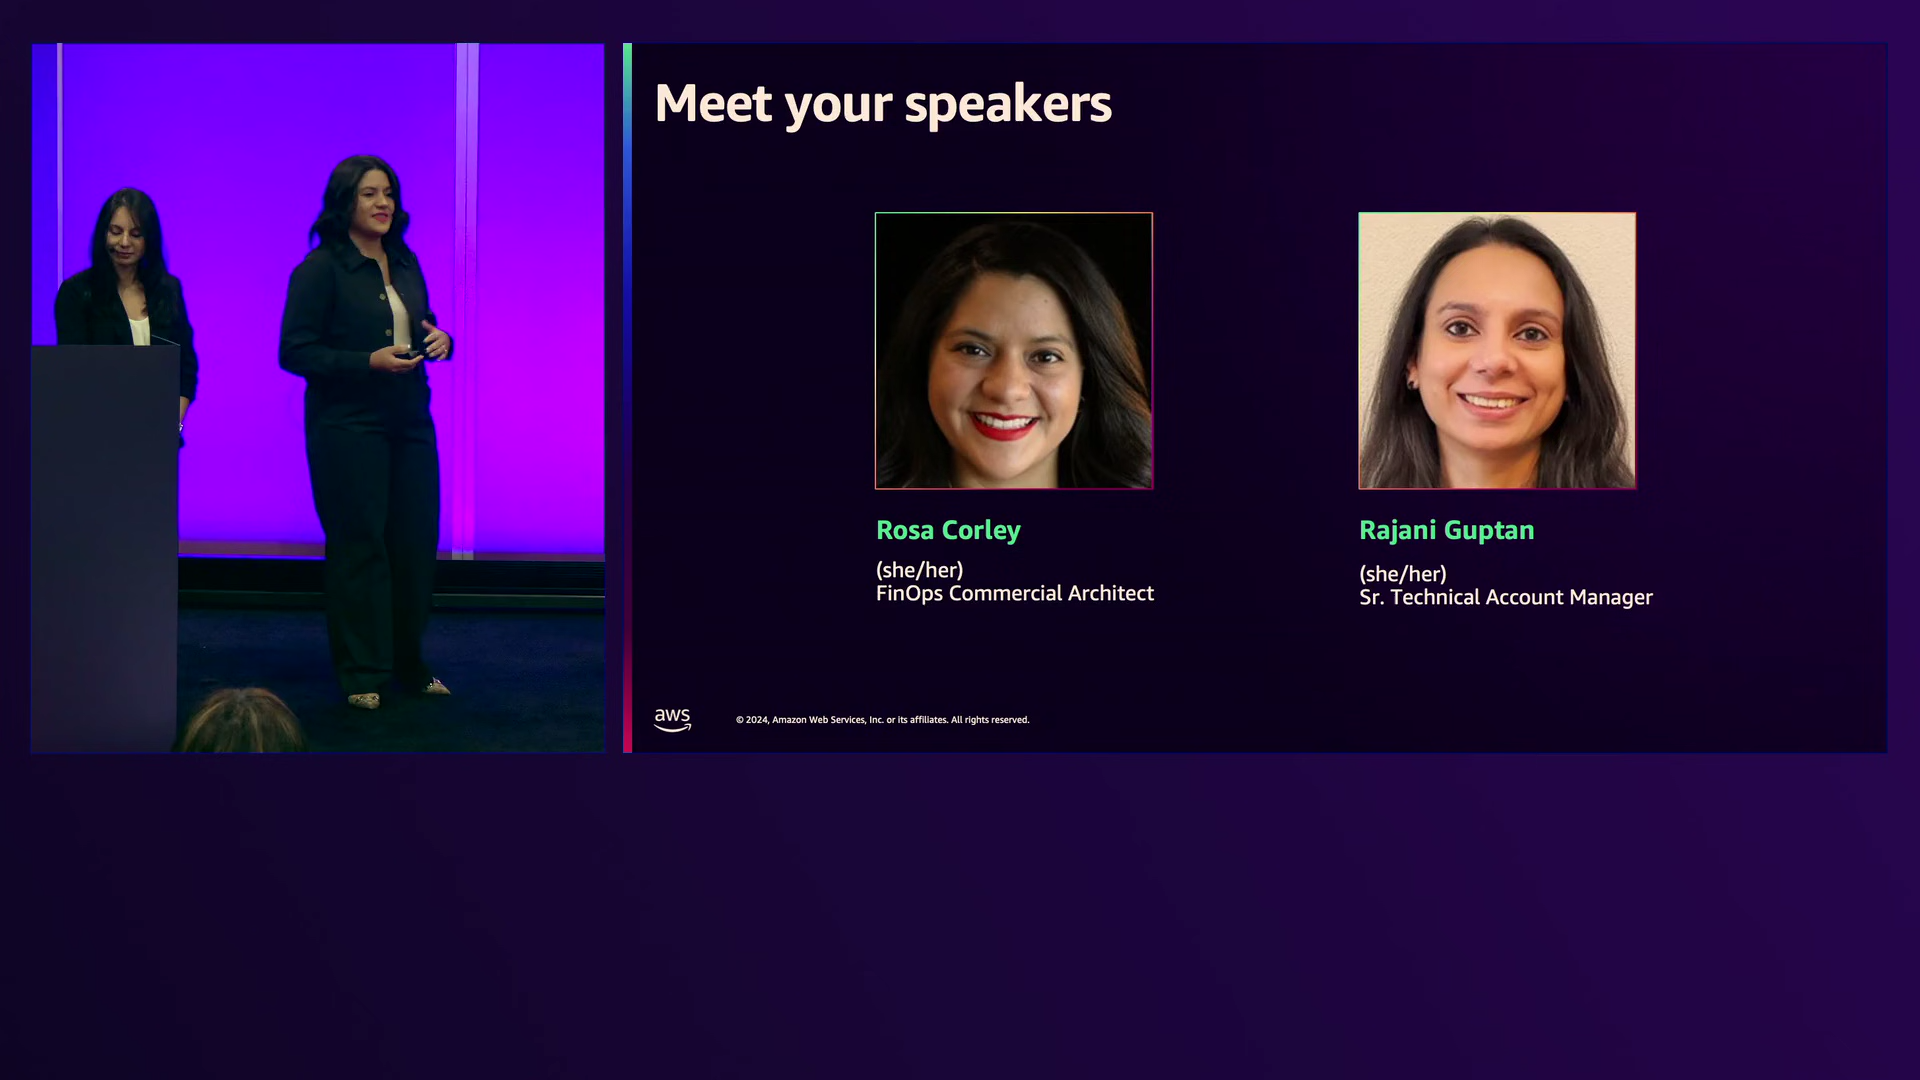 Meet your speakers
Rosa Corley
(she/her)
FinOps Commercial Architect
Rajani Guptan
(she/her)
Sr. Technical Account Manager
aws
© 2024, Amazon Web Services, Inc. or its affiliates. All rights reserved.